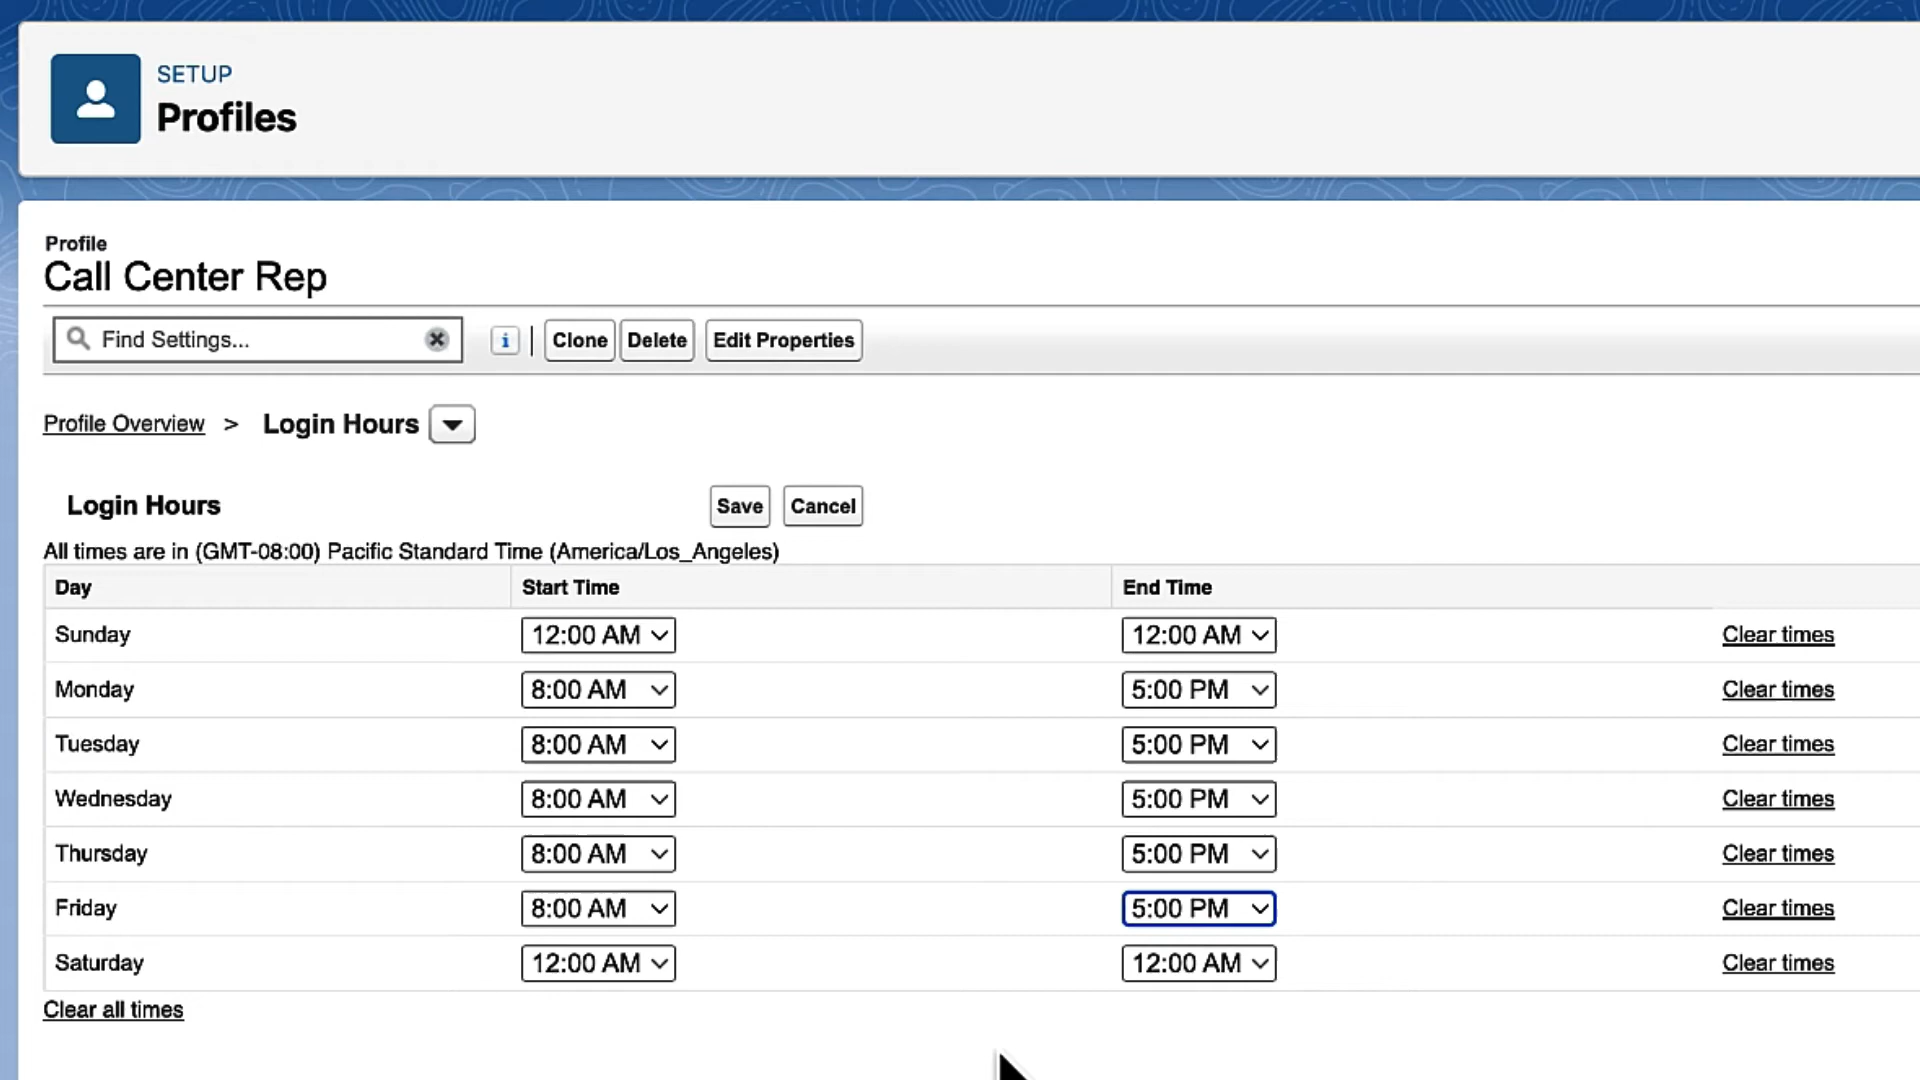 SETUP
Profiles
Profile
Call Center Rep
Find Settings... i Clone Delete Edit Properties
Profile Overview > Login Hours
Login Hours Save Cancel
All times are in (GMT-08:00) Pacific Standard Time (America/Los_Angeles)
Day Start Time End Time
Sunday 12:00 AM 12:00 AM Clear times
Monday 8:00 AM 5:00 PM Clear times
Tuesday 8:00 AM 5:00 PM Clear times
Wednesday 8:00 AM 5:00 PM Clear times
Thursday 8:00 AM 5:00 PM Clear times
Friday 8:00 AM 5:00 PM Clear times
Saturday 12:00 AM 12:00 AM Clear times
Clear all times